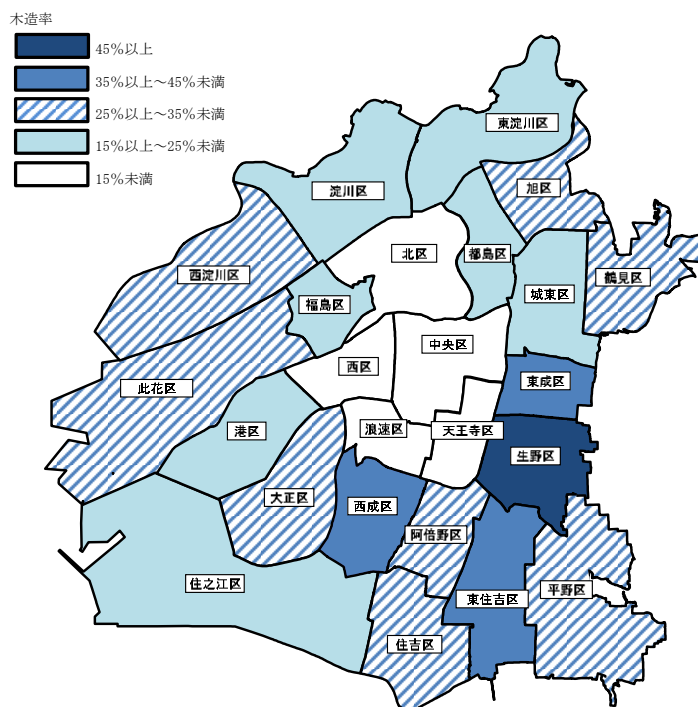 木造率
45%以上
35%以上~45%未満
25%以上~35%未満
15%以上~25%未満
15%未満
東淀川区
淀川区
旭区
北区
都島区
西淀川区
鶴見区
福島区
城東区
中央区
西区
東成区
此花区
港区
浪速区
天王寺区
生野区
大正区
西成区
阿倍野区
住之江区
平野区
東住吉区
住吉区